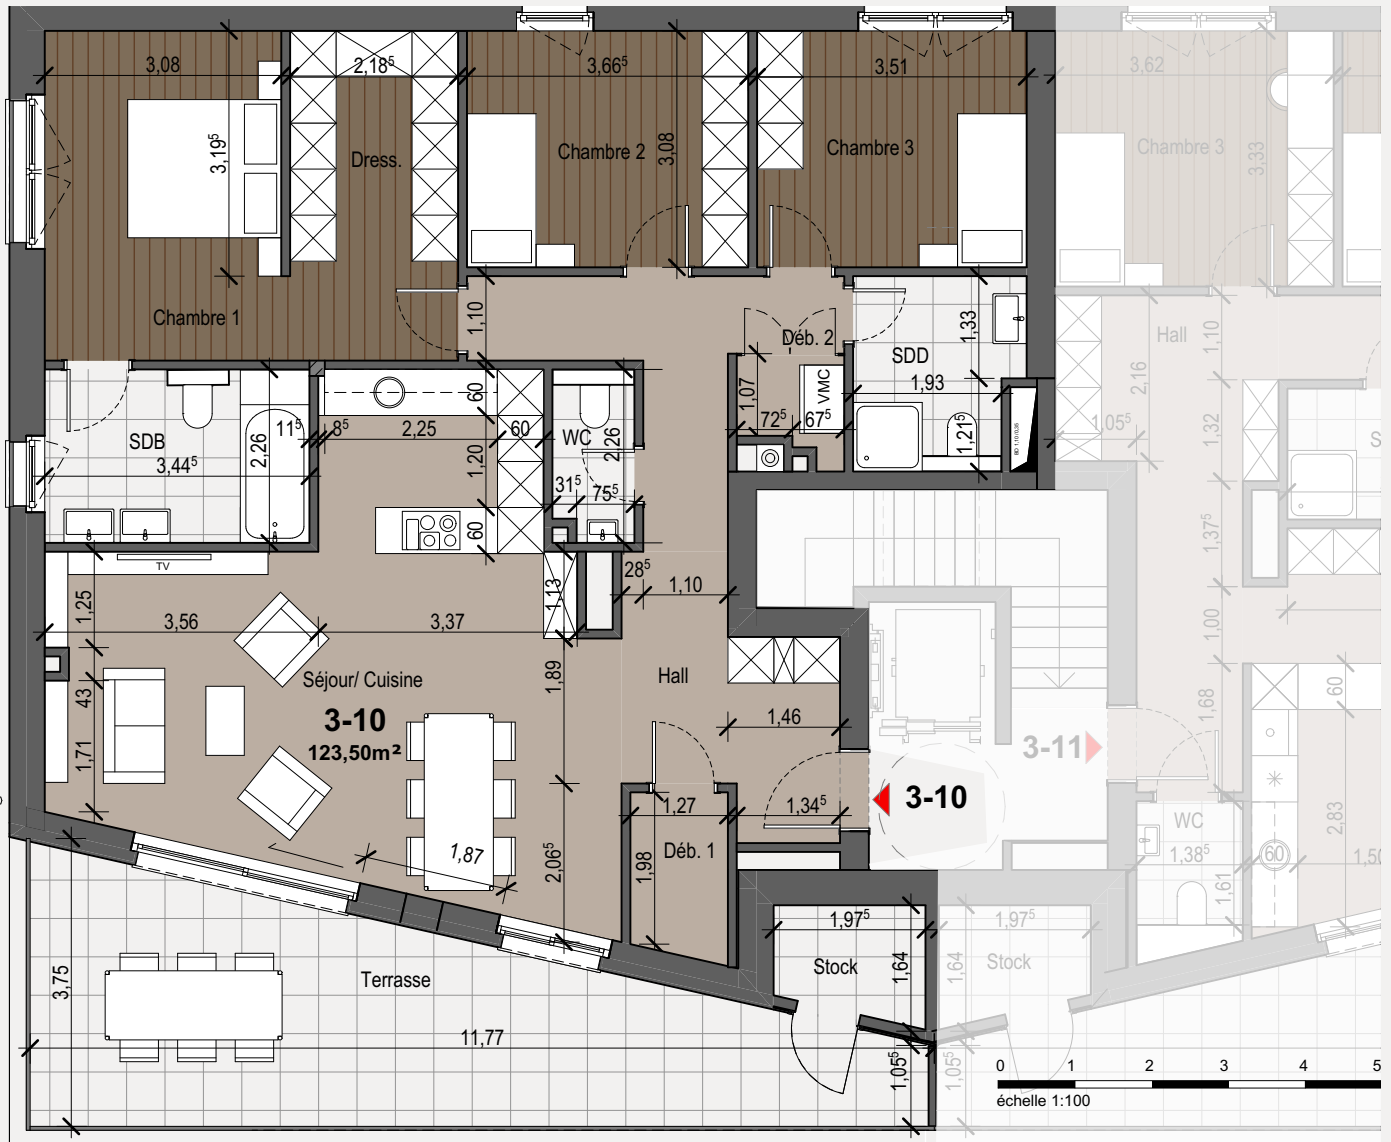 3,08
2,18⁵
3,66⁵
3,51
3,62
3,19⁵
Dress.
Chambre 2
3,08
Chambre 3
Chambre 3
3,33
Chambre 1
1,10
Déb. 2
1,33
SDD
Hall
1,10
2,16
1,07
VMC
1,93
60
72⁵
67⁵
1,05⁵
1,32
SDB
3,44⁵
2,26
11⁵
8⁵
2,25
60
WC
2,26
1,21⁵
S
1,20
31⁵
75⁵
60
1,37⁵
TV
1,25
28⁵
1,10
1,13
3,56
3,37
1,00
Séjour/ Cuisine
3-10
123,50m²
43
1,89
Hall
1,46
1,68
60
3-11
1,71
3-10
1,27
1,34⁵
WC
2,83
1,87
2,06⁵
1,98
Déb. 1
1,38⁵
60
1,50
1,61
1,97⁵
1,97⁵
3,75
Terrasse
Stock
1,64
1,64
Stock
11,77
1,05⁵
1,05⁵
0 1 2 3 4 5
échelle 1:100